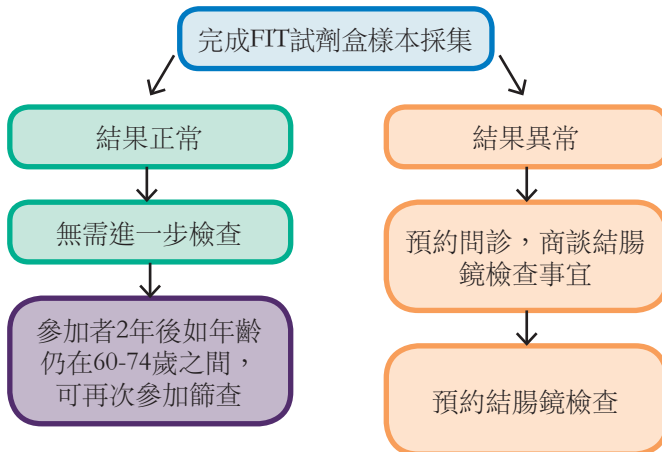 完成FIT試劑盒樣本採集
結果正常
無需進一步檢查
參加者2年後如年齡
仍在60-74歲之間，
可再次參加篩查
結果異常
預約問診，商談結腸
鏡檢查事宜
預約結腸鏡檢查